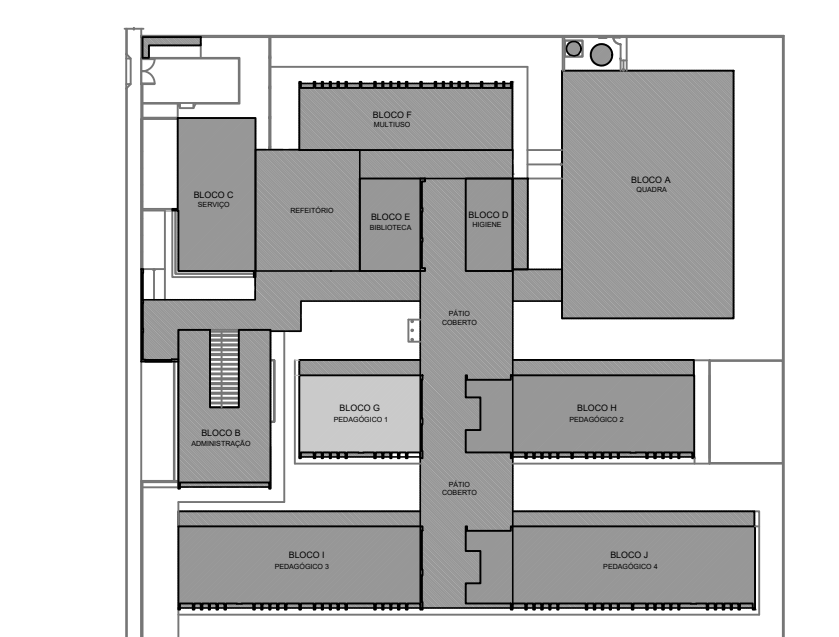 BLOCO F
MULTIUSO
BLOCO A
QUADRA
BLOCO C
SERVIÇO
REFEITÓRIO
BLOCO E
BIBLIOTECA
BLOCO D
HIGIENE
PÁTIO
COBERTO
BLOCO G
PEDAGÓGICO 1
BLOCO H
PEDAGÓGICO 2
BLOCO B
ADMINISTRAÇÃO
PÁTIO
COBERTO
BLOCO I
PEDAGÓGICO 3
BLOCO J
PEDAGÓGICO 4